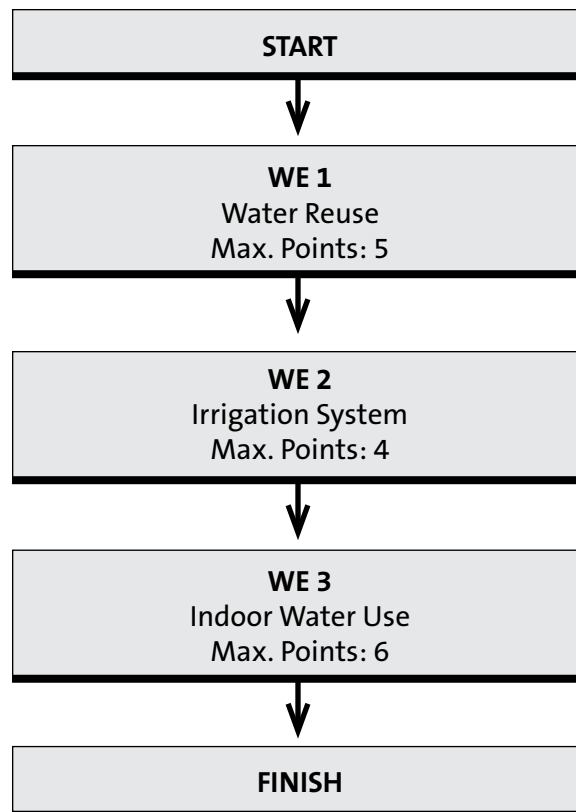 START
WE 1
Water Reuse
Max. Points: 5
WE 2
Irrigation System
Max. Points: 4
WE 3
Indoor Water Use
Max. Points: 6
FINISH